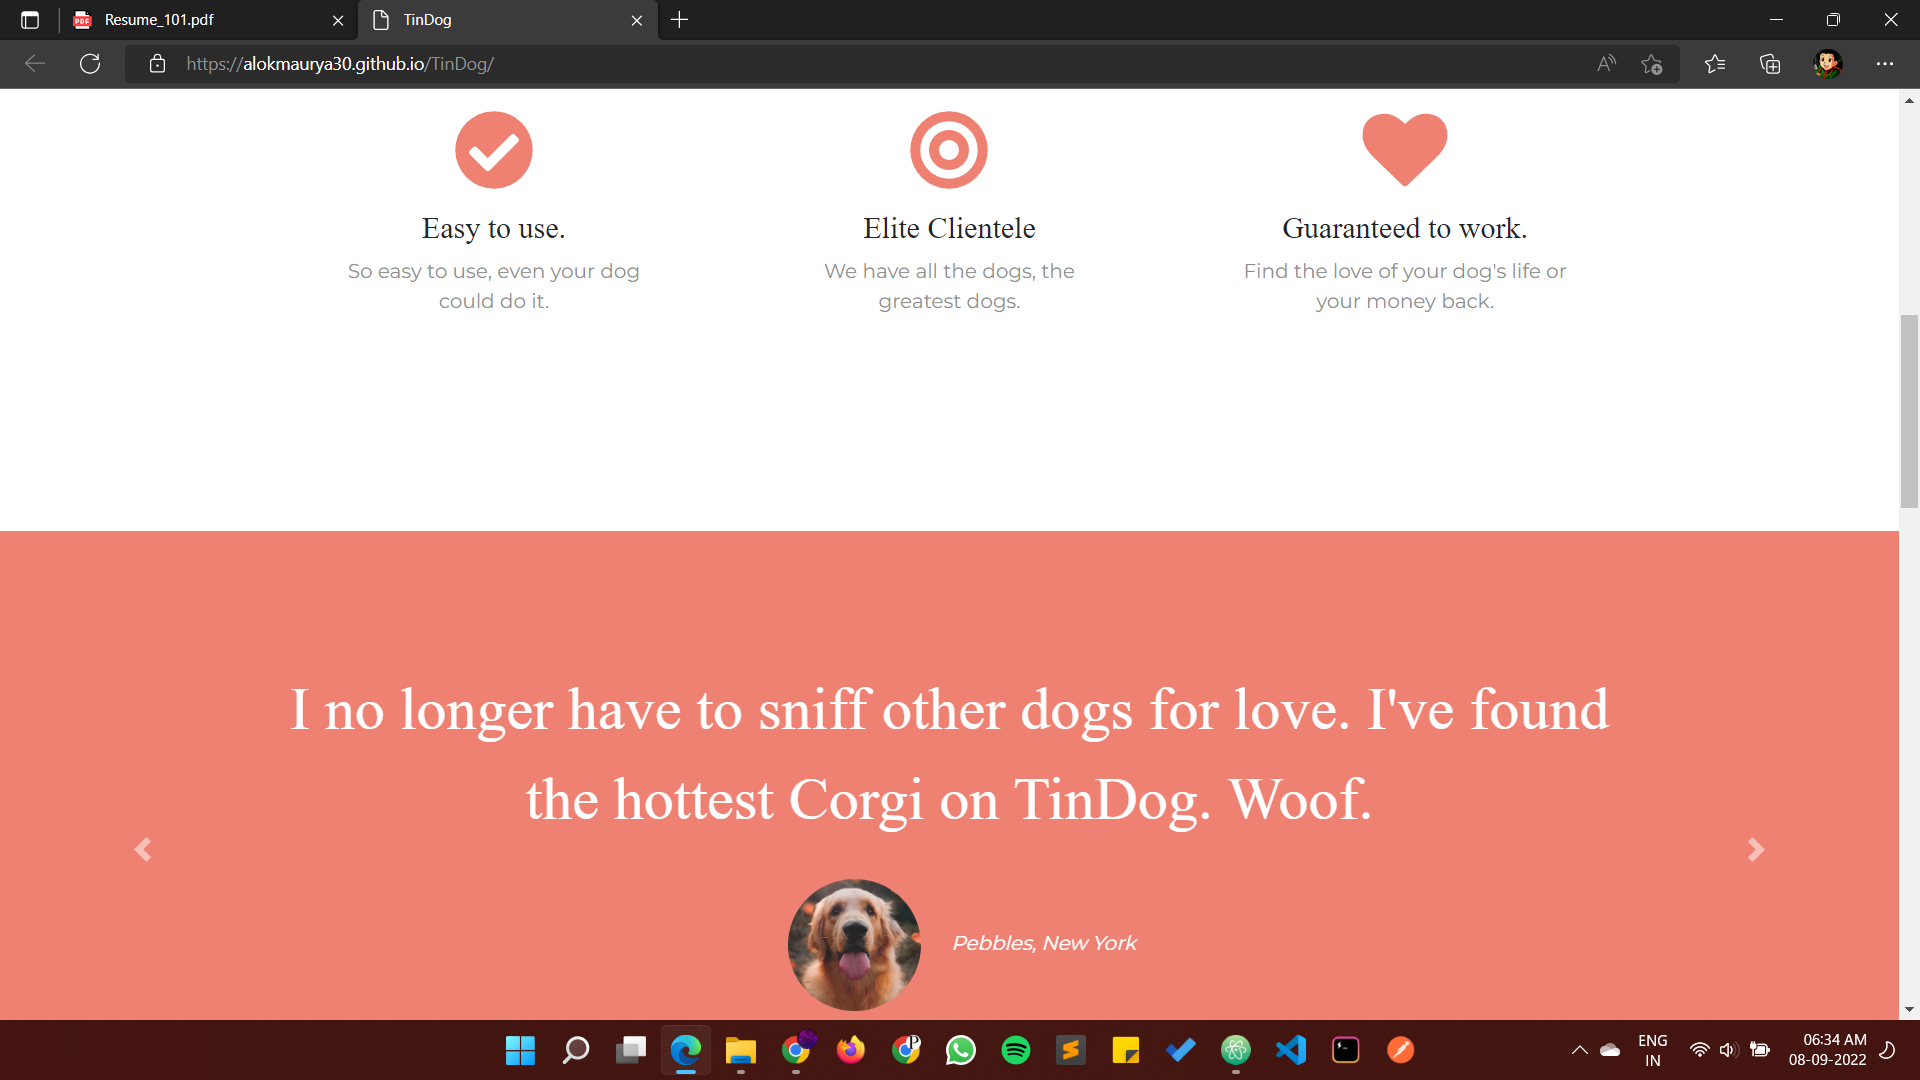 Resume_101.pdf
TinDog
https://alokmaurya30.github.io/TinDog/
Easy to use.
So easy to use, even your dog
could do it.
Elite Clientele
We have all the dogs, the
greatest dogs.
Guaranteed to work.
Find the love of your dog's life or
your money back.
I no longer have to sniff other dogs for love. I've found
the hottest Corgi on TinDog. Woof.
Pebbles, New York
ENG
IN
06:34 AM
08-09-2022